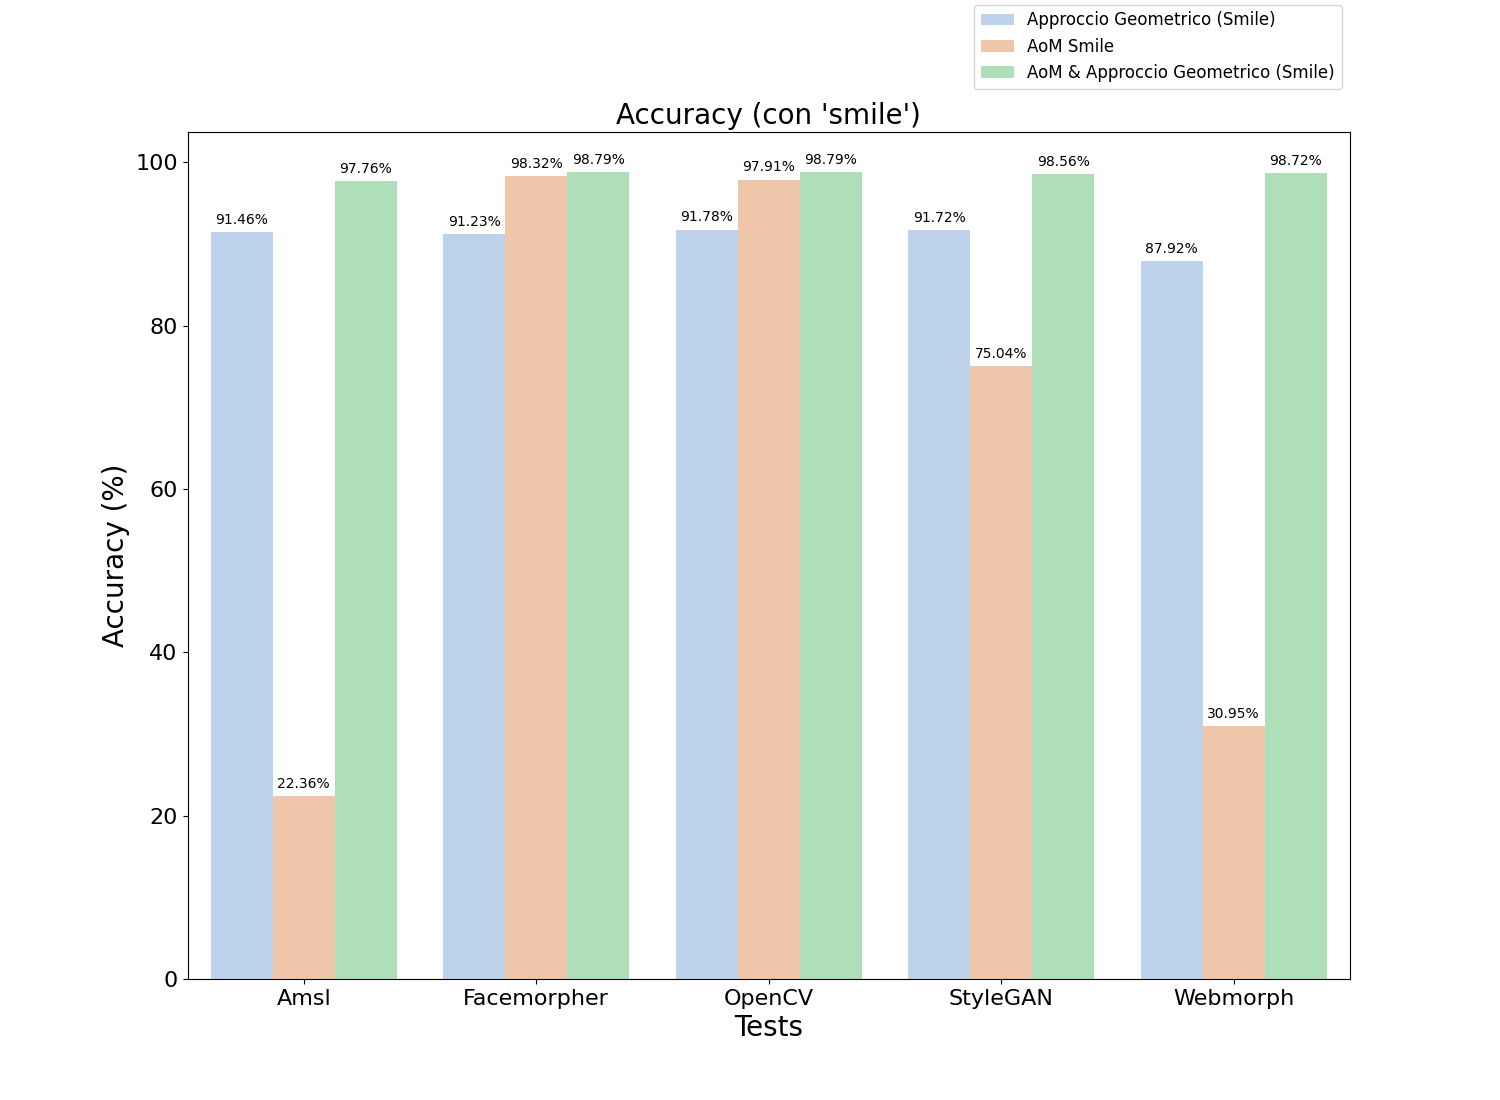 Approccio Geometrico (Smile)
AoM Smile
AoM & Approccio Geometrico (Smile)
Accuracy (con 'smile')
100
80
60
40
20
0
Accuracy (%)
91.46%
22.36%
97.76%
91.23%
98.32%
98.79%
91.78%
97.91%
98.79%
91.72%
75.04%
98.56%
87.92%
30.95%
98.72%
Amsl
Facemorpher
OpenCV
StyleGAN
Webmorph
Tests